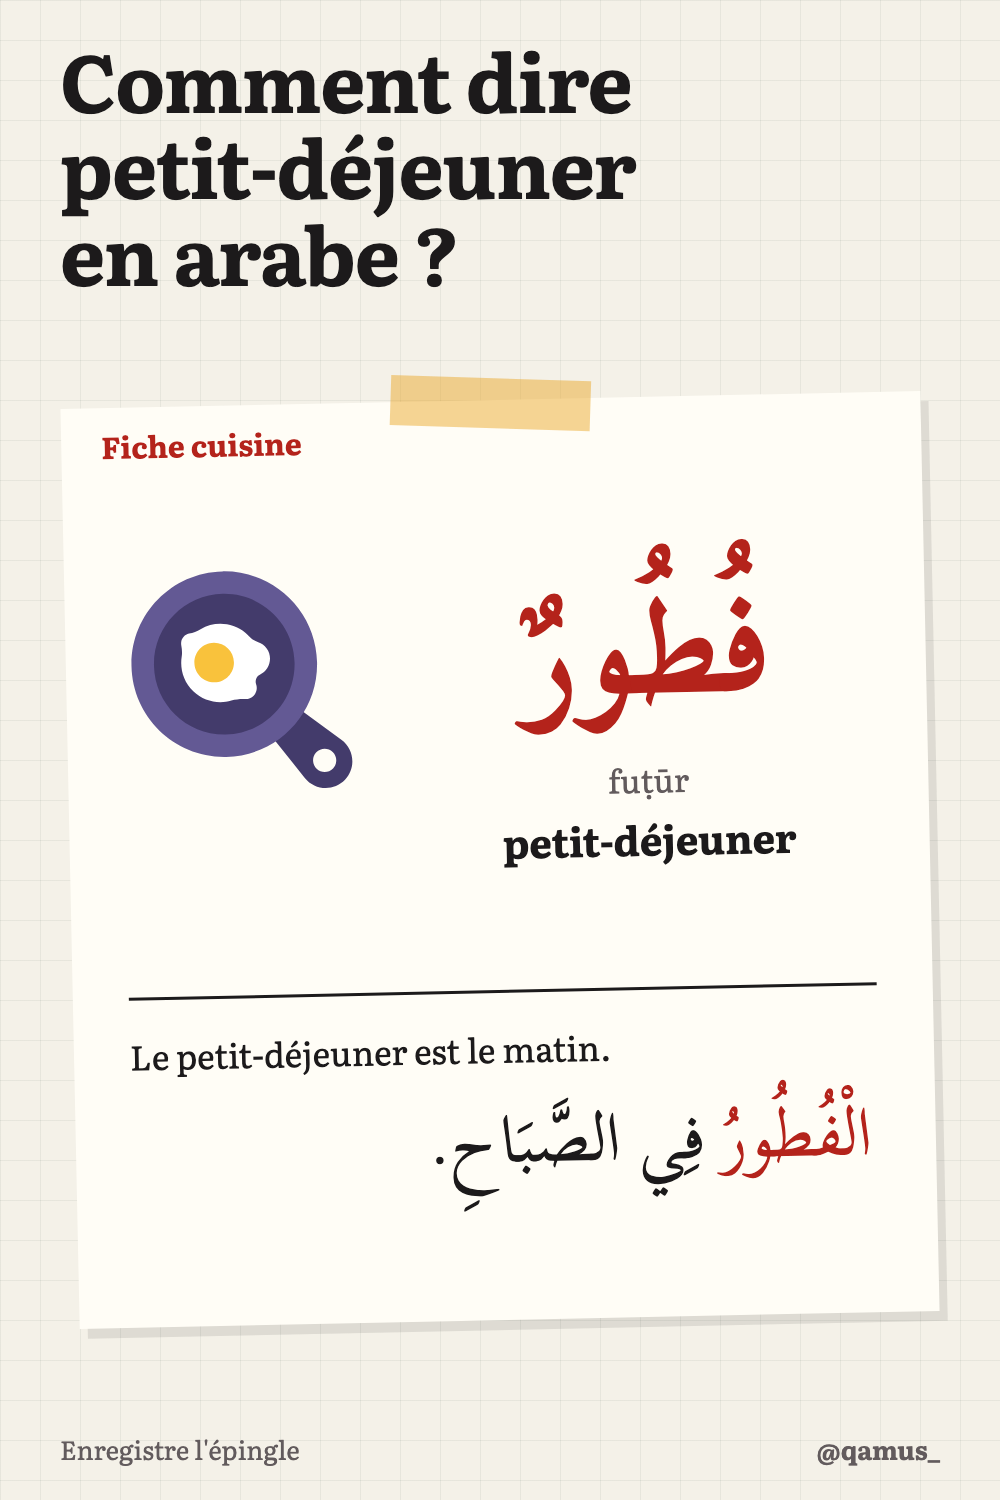 Comment dire
petit-déjeuner
en arabe ?
Fiche cuisine
فُطُورٌ
fuṭūr
petit-déjeuner
Le petit-déjeuner est le matin.
الْفُطُورُ فِي الصَّبَاحِ.
Enregistre l'épingle
@qamus_